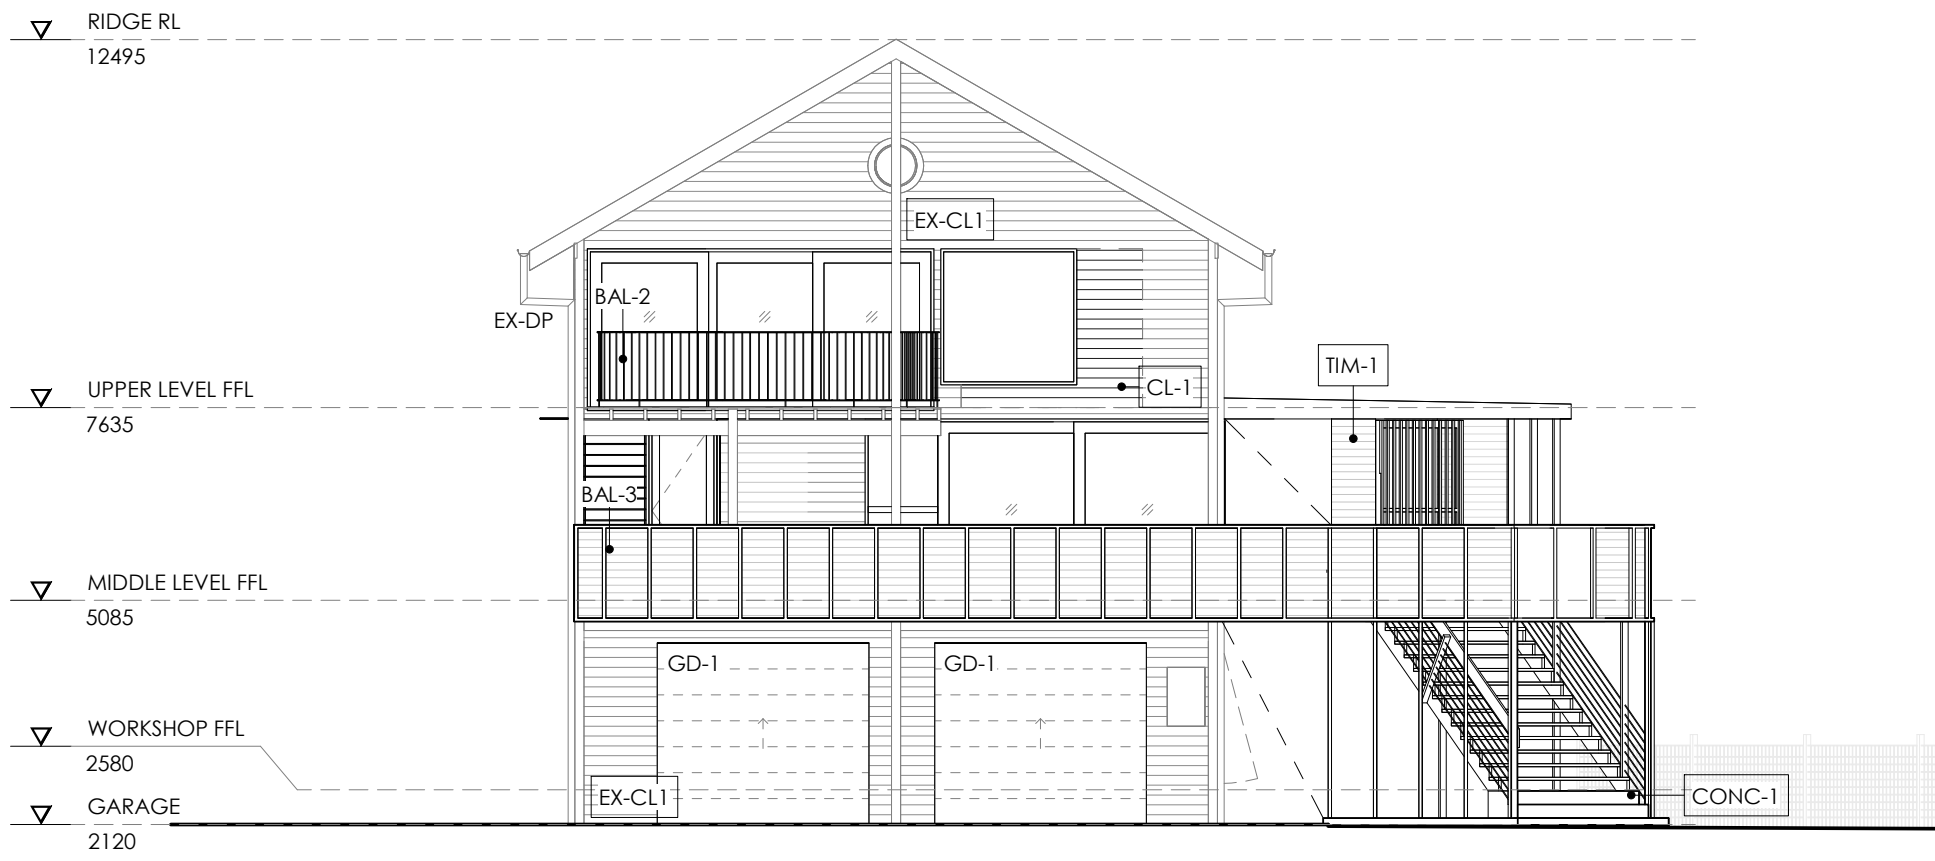 RIDGE RL
12495
EX-CL1
BAL-2
EX-DP
TIM-1
CL-1
UPPER LEVEL FFL
7635
BAL-3
MIDDLE LEVEL FFL
5085
GD-1
GD-1
WORKSHOP FFL
2580
EX-CL1
CONC-1
GARAGE
2120